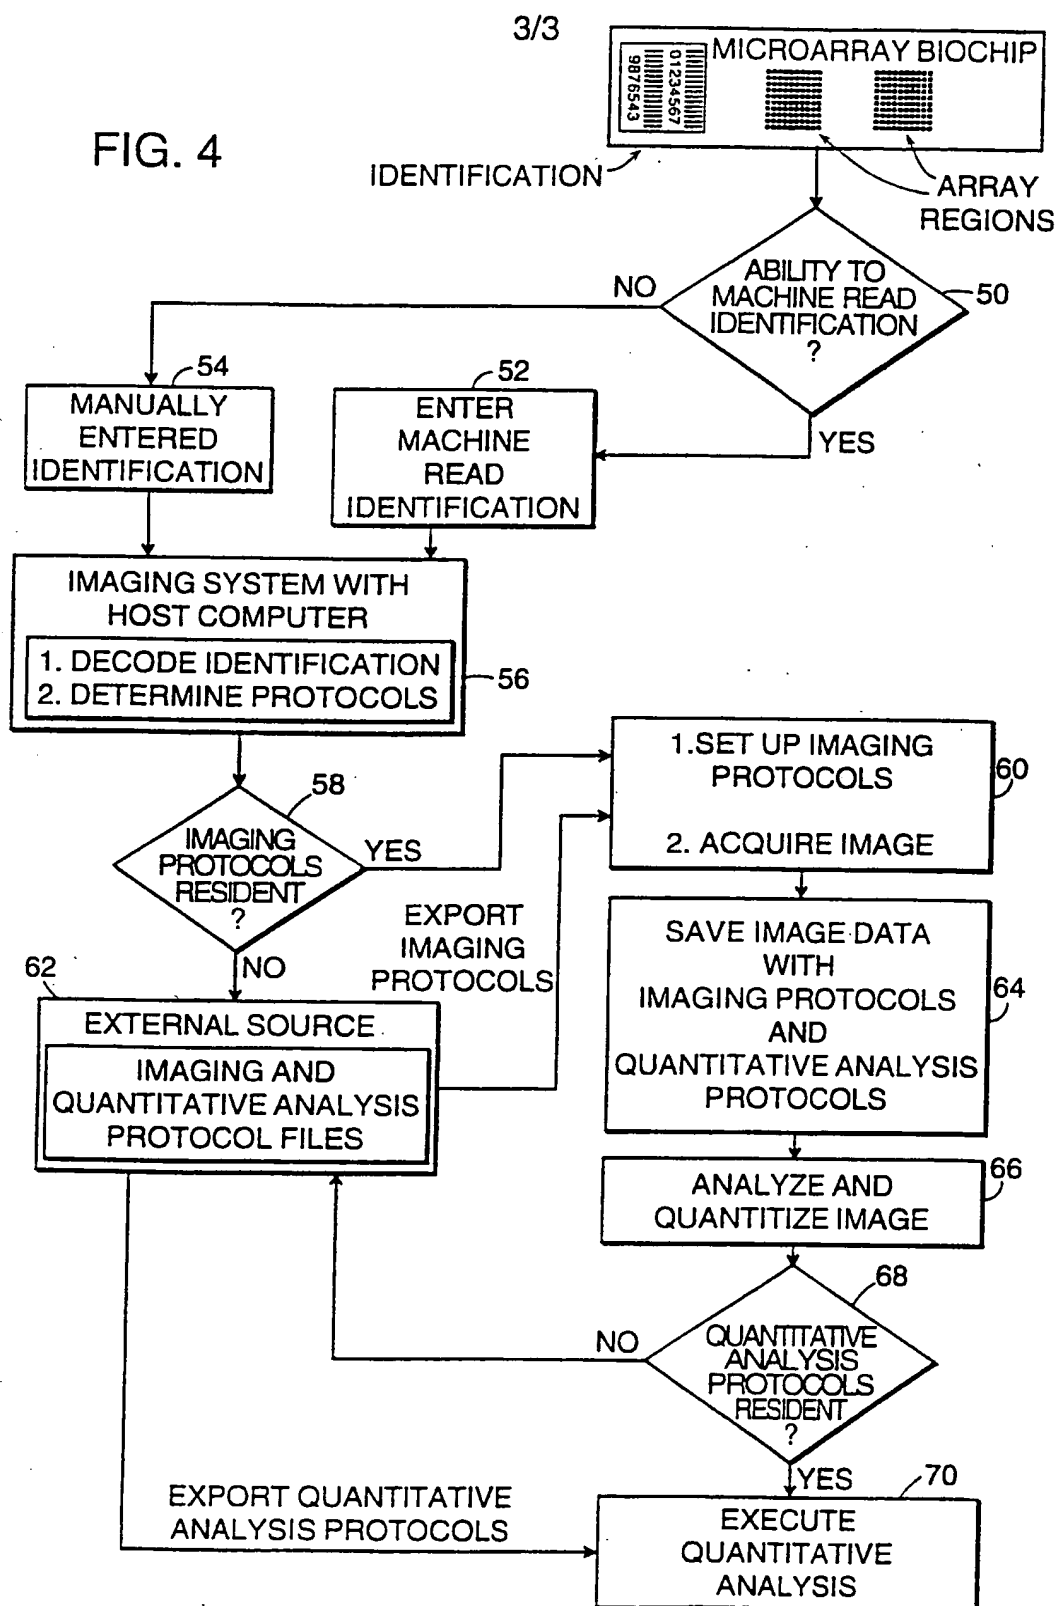 3/3
FIG. 4
MICROARRAY BIOCHIP
01234567
9876543
IDENTIFICATION
ARRAY
REGIONS
ABILITY TO
MACHINE READ
IDENTIFICATION
?
50
NO
YES
54
MANUALLY
ENTERED
IDENTIFICATION
52
ENTER
MACHINE
READ
IDENTIFICATION
IMAGING SYSTEM WITH
HOST COMPUTER
1. DECODE IDENTIFICATION
2. DETERMINE PROTOCOLS
56
58
IMAGING
PROTOCOLS
RESIDENT
?
YES
NO
1.SET UP IMAGING
PROTOCOLS
2. ACQUIRE IMAGE
60
EXPORT
IMAGING
PROTOCOLS
62
EXTERNAL SOURCE
IMAGING AND
QUANTITATIVE ANALYSIS
PROTOCOL FILES
SAVE IMAGE DATA
WITH
IMAGING PROTOCOLS
AND
QUANTITATIVE ANALYSIS
PROTOCOLS
64
ANALYZE AND
QUANTITIZE IMAGE
66
68
QUANTITATIVE
ANALYSIS
PROTOCOLS
RESIDENT
?
NO
YES
EXPORT QUANTITATIVE
ANALYSIS PROTOCOLS
70
EXECUTE
QUANTITATIVE
ANALYSIS